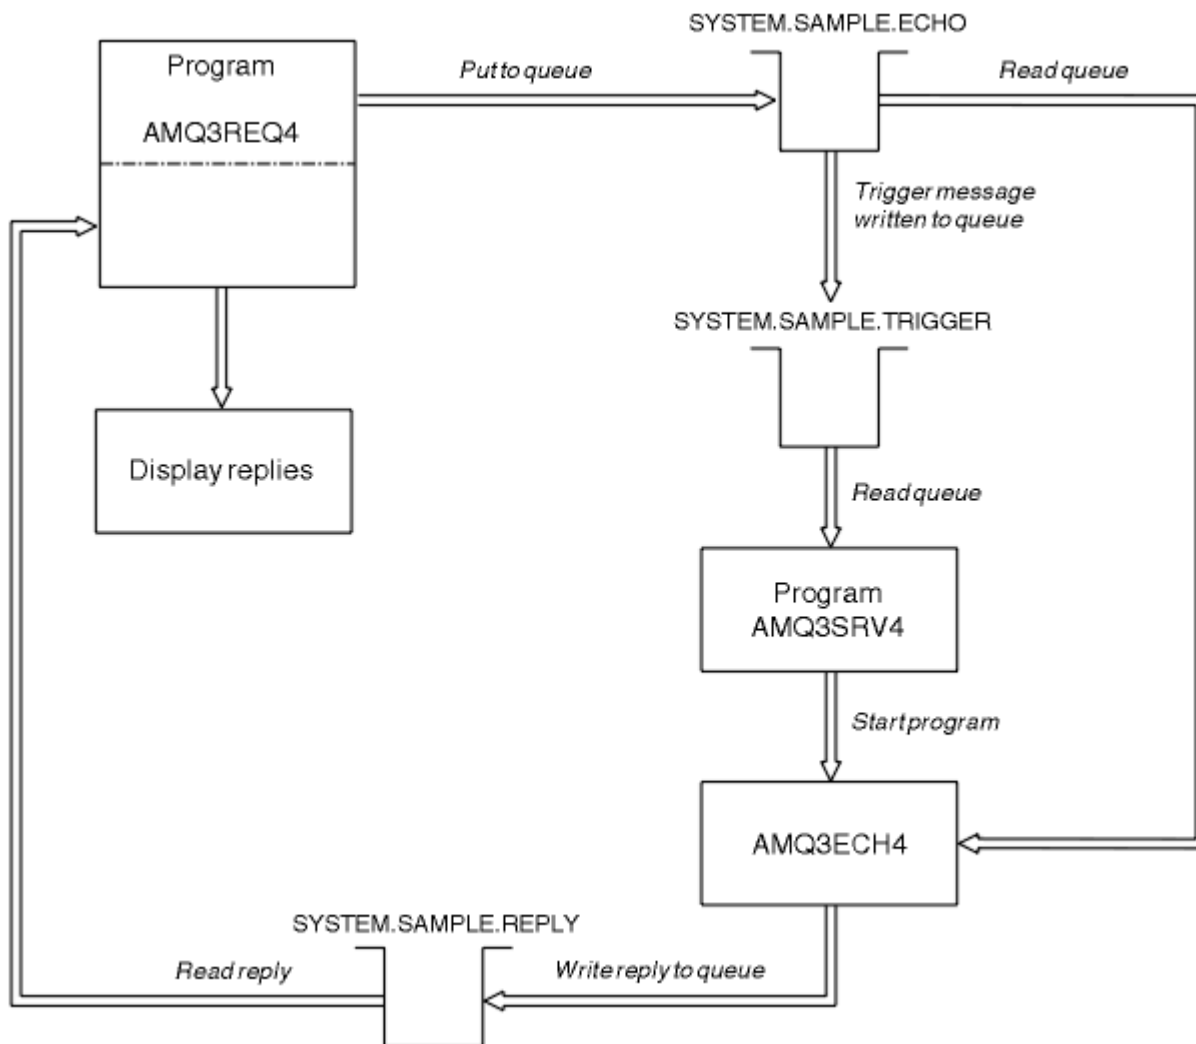 SYSTEM.SAMPLE.ECHO
Program
AMQ3REQ4
Put to queue
Read queue
Trigger message
written to queue
SYSTEM.SAMPLE.TRIGGER
Display replies
Read queue
Program
AMQ3SRV4
Start program
AMQ3ECH4
SYSTEM.SAMPLE.REPLY
Read reply
Write reply to queue